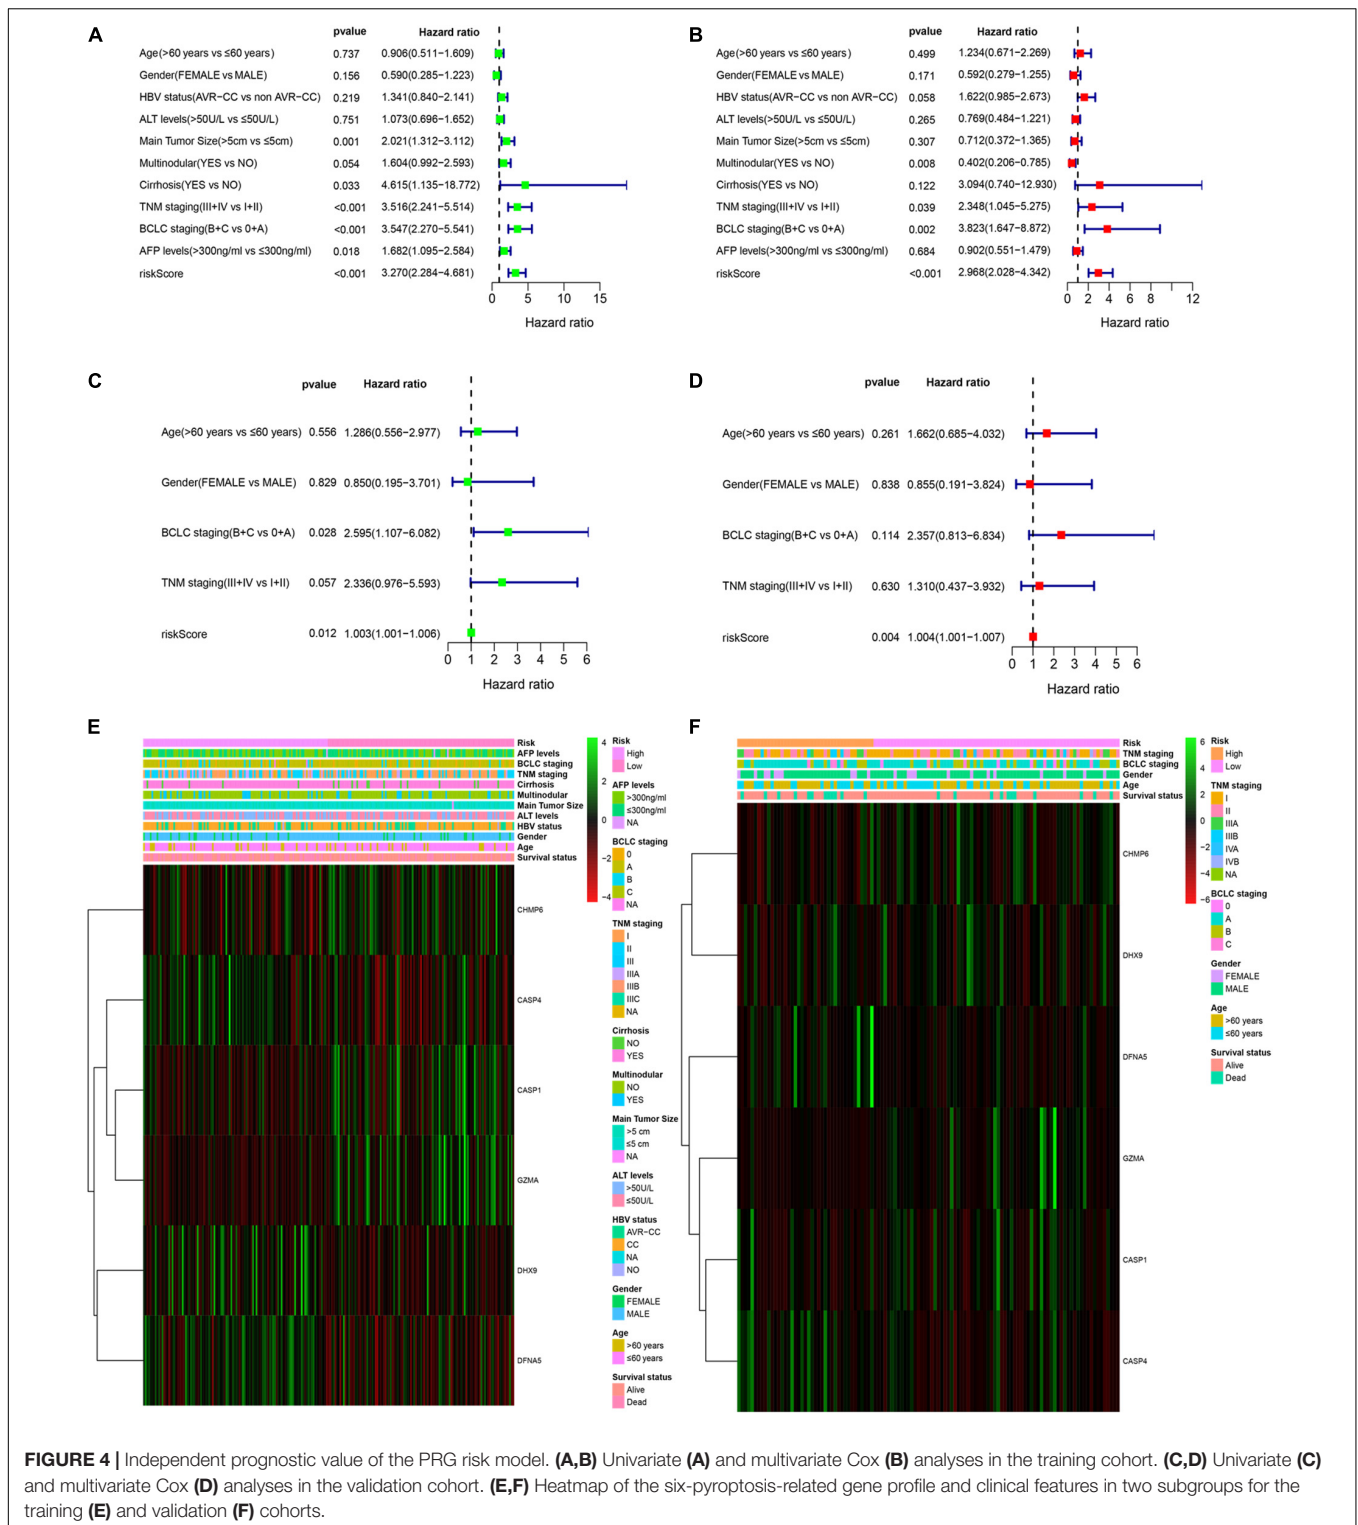 A
pvalue Hazard ratio
Age(>60 years vs ≤60 years) 0.737 0.906(0.511−1.609)
Gender(FEMALE vs MALE) 0.156 0.590(0.285−1.223)
HBV status(AVR−CC vs non AVR−CC) 0.219 1.341(0.840−2.141)
ALT levels(>50U/L vs ≤50U/L) 0.751 1.073(0.696−1.652)
Main Tumor Size(>5cm vs ≤5cm) 0.001 2.021(1.312−3.112)
Multinodular(YES vs NO) 0.054 1.604(0.992−2.593)
Cirrhosis(YES vs NO) 0.033 4.615(1.135−18.772)
TNM staging(III+IV vs I+II) <0.001 3.516(2.241−5.514)
BCLC staging(B+C vs 0+A) <0.001 3.547(2.270−5.541)
AFP levels(>300ng/ml vs ≤300ng/ml) 0.018 1.682(1.095−2.584)
riskScore <0.001 3.270(2.284−4.681)
0 5 10 15
Hazard ratio
B
pvalue Hazard ratio
Age(>60 years vs ≤60 years) 0.499 1.234(0.671−2.269)
Gender(FEMALE vs MALE) 0.171 0.592(0.279−1.255)
HBV status(AVR−CC vs non AVR−CC) 0.058 1.622(0.985−2.673)
ALT levels(>50U/L vs ≤50U/L) 0.265 0.769(0.484−1.221)
Main Tumor Size(>5cm vs ≤5cm) 0.307 0.712(0.372−1.365)
Multinodular(YES vs NO) 0.008 0.402(0.206−0.785)
Cirrhosis(YES vs NO) 0.122 3.094(0.740−12.930)
TNM staging(III+IV vs I+II) 0.039 2.348(1.045−5.275)
BCLC staging(B+C vs 0+A) 0.002 3.823(1.647−8.872)
AFP levels(>300ng/ml vs ≤300ng/ml) 0.684 0.902(0.551−1.479)
riskScore <0.001 2.968(2.028−4.342)
0 2 4 6 8 12
Hazard ratio
C
pvalue Hazard ratio
Age(>60 years vs ≤60 years) 0.556 1.286(0.556−2.977)
Gender(FEMALE vs MALE) 0.829 0.850(0.195−3.701)
BCLC staging(B+C vs 0+A) 0.028 2.595(1.107−6.082)
TNM staging(III+IV vs I+II) 0.057 2.336(0.976−5.593)
riskScore 0.012 1.003(1.001−1.006)
0 1 2 3 4 5 6
Hazard ratio
D
pvalue Hazard ratio
Age(>60 years vs ≤60 years) 0.261 1.662(0.685−4.032)
Gender(FEMALE vs MALE) 0.838 0.855(0.191−3.824)
BCLC staging(B+C vs 0+A) 0.114 2.357(0.813−6.834)
TNM staging(III+IV vs I+II) 0.630 1.310(0.437−3.932)
riskScore 0.004 1.004(1.001−1.007)
0 1 2 3 4 5 6
Hazard ratio
E
Risk
AFP levels
BCLC staging
TNM staging
Cirrhosis
Multinodular
Main Tumor Size
ALT levels
HBV status
Gender
Age
Survival status
CHMP6
CASP4
CASP1
GZMA
DHX9
DFNA5
4
2
0
−2
−4
Risk
High
Low
AFP levels
>300ng/ml
≤300ng/ml
NA
BCLC staging
0
A
B
C
NA
TNM staging
I
II
III
IIIA
IIIB
IIIC
NA
Cirrhosis
NO
YES
Multinodular
NO
YES
Main Tumor Size
>5 cm
≤5 cm
NA
ALT levels
>50U/L
≤50U/L
HBV status
AVR−CC
CC
NA
NO
Gender
FEMALE
MALE
Age
>60 years
≤60 years
Survival status
Alive
Dead
F
Risk
TNM staging
BCLC staging
Gender
Age
Survival status
CHMP6
DHX9
DFNA5
GZMA
CASP1
CASP4
6
4
2
0
−2
−4
−6
Risk
High
Low
TNM staging
I
II
IIIA
IIIB
IVA
IVB
NA
BCLC staging
0
A
B
C
Gender
FEMALE
MALE
Age
>60 years
≤60 years
Survival status
Alive
Dead
FIGURE 4 | Independent prognostic value of the PRG risk model. (A,B) Univariate (A) and multivariate Cox (B) analyses in the training cohort. (C,D) Univariate (C)
and multivariate Cox (D) analyses in the validation cohort. (E,F) Heatmap of the six-pyroptosis-related gene profile and clinical features in two subgroups for the
training (E) and validation (F) cohorts.